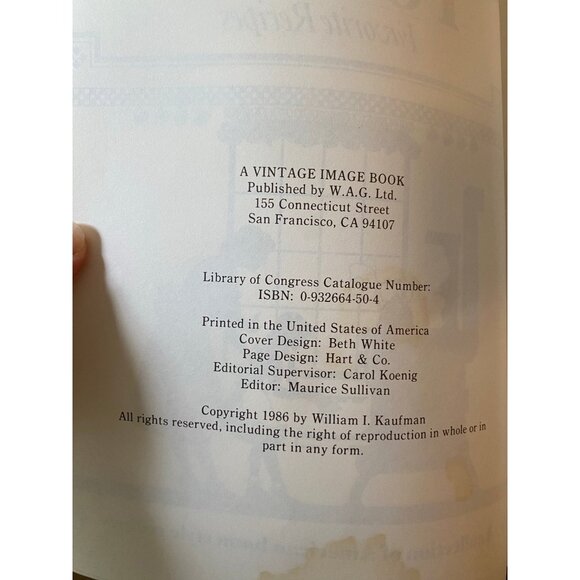 Favorite Recipes
A VINTAGE IMAGE BOOK
Published by W.A.G. Ltd.
155 Connecticut Street
San Francisco, CA 94107
Library of Congress Catalogue Number:
ISBN: 0-932664-50-4
Printed in the United States of America
Cover Design: Beth White
Page Design: Hart & Co.
Editorial Supervisor: Carol Koenig
Editor: Maurice Sullivan
Copyright 1986 by William I. Kaufman
All rights reserved, including the right of reproduction in whole or in
part in any form.